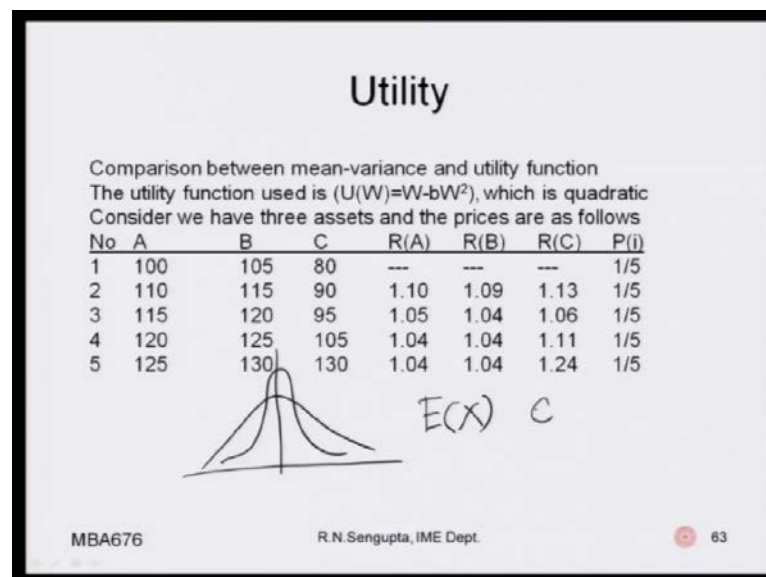 Utility
Comparison between mean-variance and utility function
The utility function used is (U(W)=W-bW²), which is quadratic
Consider we have three assets and the prices are as follows
No A B C R(A) R(B) R(C) P(i)
1 100 105 80 --- --- --- 1/5
2 110 115 90 1.10 1.09 1.13 1/5
3 115 120 95 1.05 1.04 1.06 1/5
4 120 125 105 1.04 1.04 1.11 1/5
5 125 130 130 1.04 1.04 1.24 1/5
E(X) C
MBA676 R.N.Sengupta, IME Dept. 63